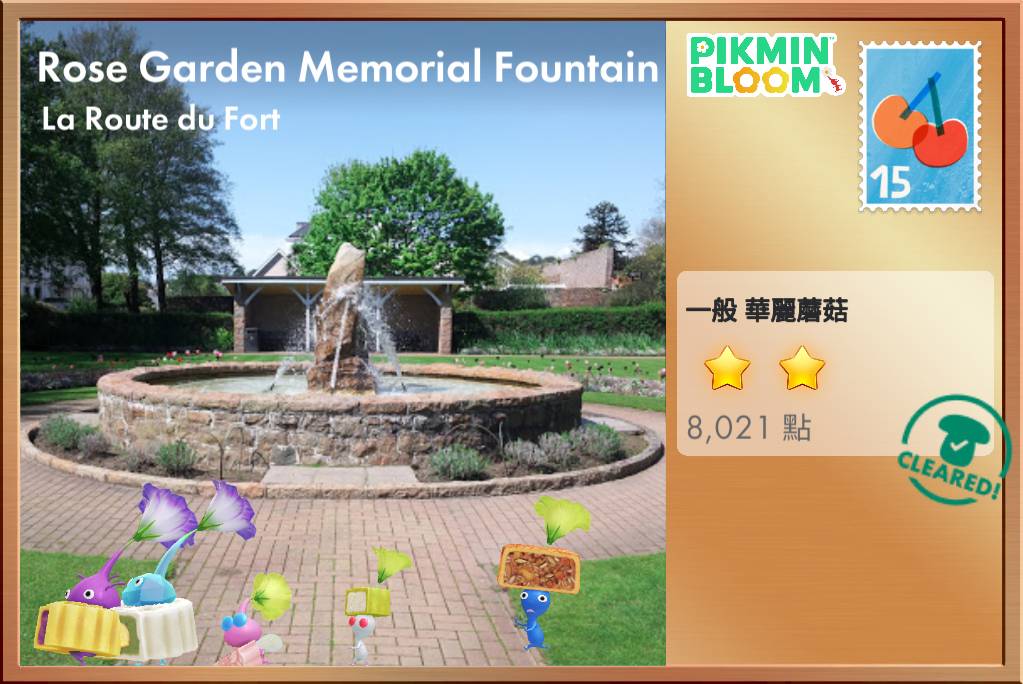 Rose Garden Memorial Fountain
La Route du Fort
PIKMIN
BLOOM
15
一般 華麗蘑菇
8,021 點
CLEARED!